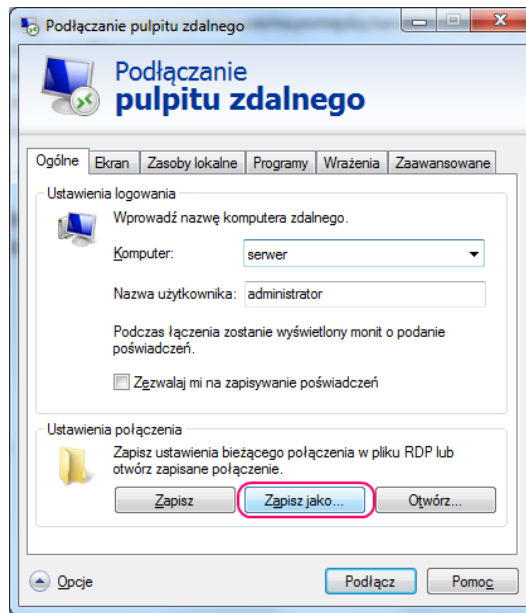 Podłączanie pulpitu zdalnego
Podłączanie
pulpitu zdalnego
Ogólne Ekran Zasoby lokalne Programy Wrażenia Zaawansowane
Ustawienia logowania
Wprowadź nazwę komputera zdalnego.
Komputer: serwer
Nazwa użytkownika: administrator
Podczas łączenia zostanie wyświetlony monit o podanie
poświadczeń.
Zezwalaj mi na zapisywanie poświadczeń
Ustawienia połączenia
Zapisz ustawienia bieżącego połączenia w pliku RDP lub
otwórz zapisane połączenie.
Zapisz Zapisz jako... Otwórz...
Opcje Podłącz Pomoc